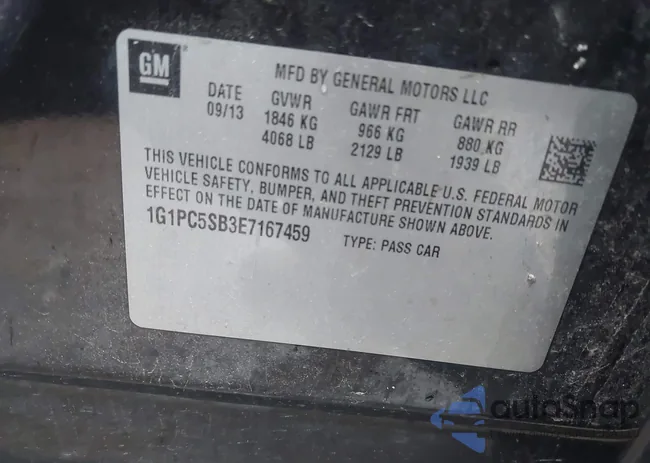 GM
MFD BY GENERAL MOTORS LLC
DATE GVWR GAWR FRT GAWR RR
09/13 1846 KG 966 KG 880 KG
4068 LB 2129 LB 1939 LB
THIS VEHICLE CONFORMS TO ALL APPLICABLE U.S. FEDERAL MOTOR
VEHICLE SAFETY, BUMPER, AND THEFT PREVENTION STANDARDS IN
EFFECT ON THE DATE OF MANUFACTURE SHOWN ABOVE.
1G1PC5SB3E7167459 TYPE: PASS CAR
autoSnap